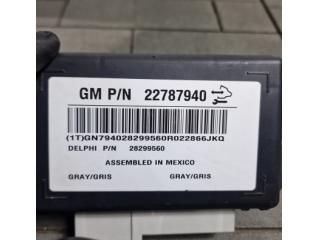 GM P/N 22787940
(1T)GN794028299560R022866JKQ
DELPHI P/N 28299560
ASSEMBLED IN MEXICO
GRAY/GRIS GRAY/GRIS